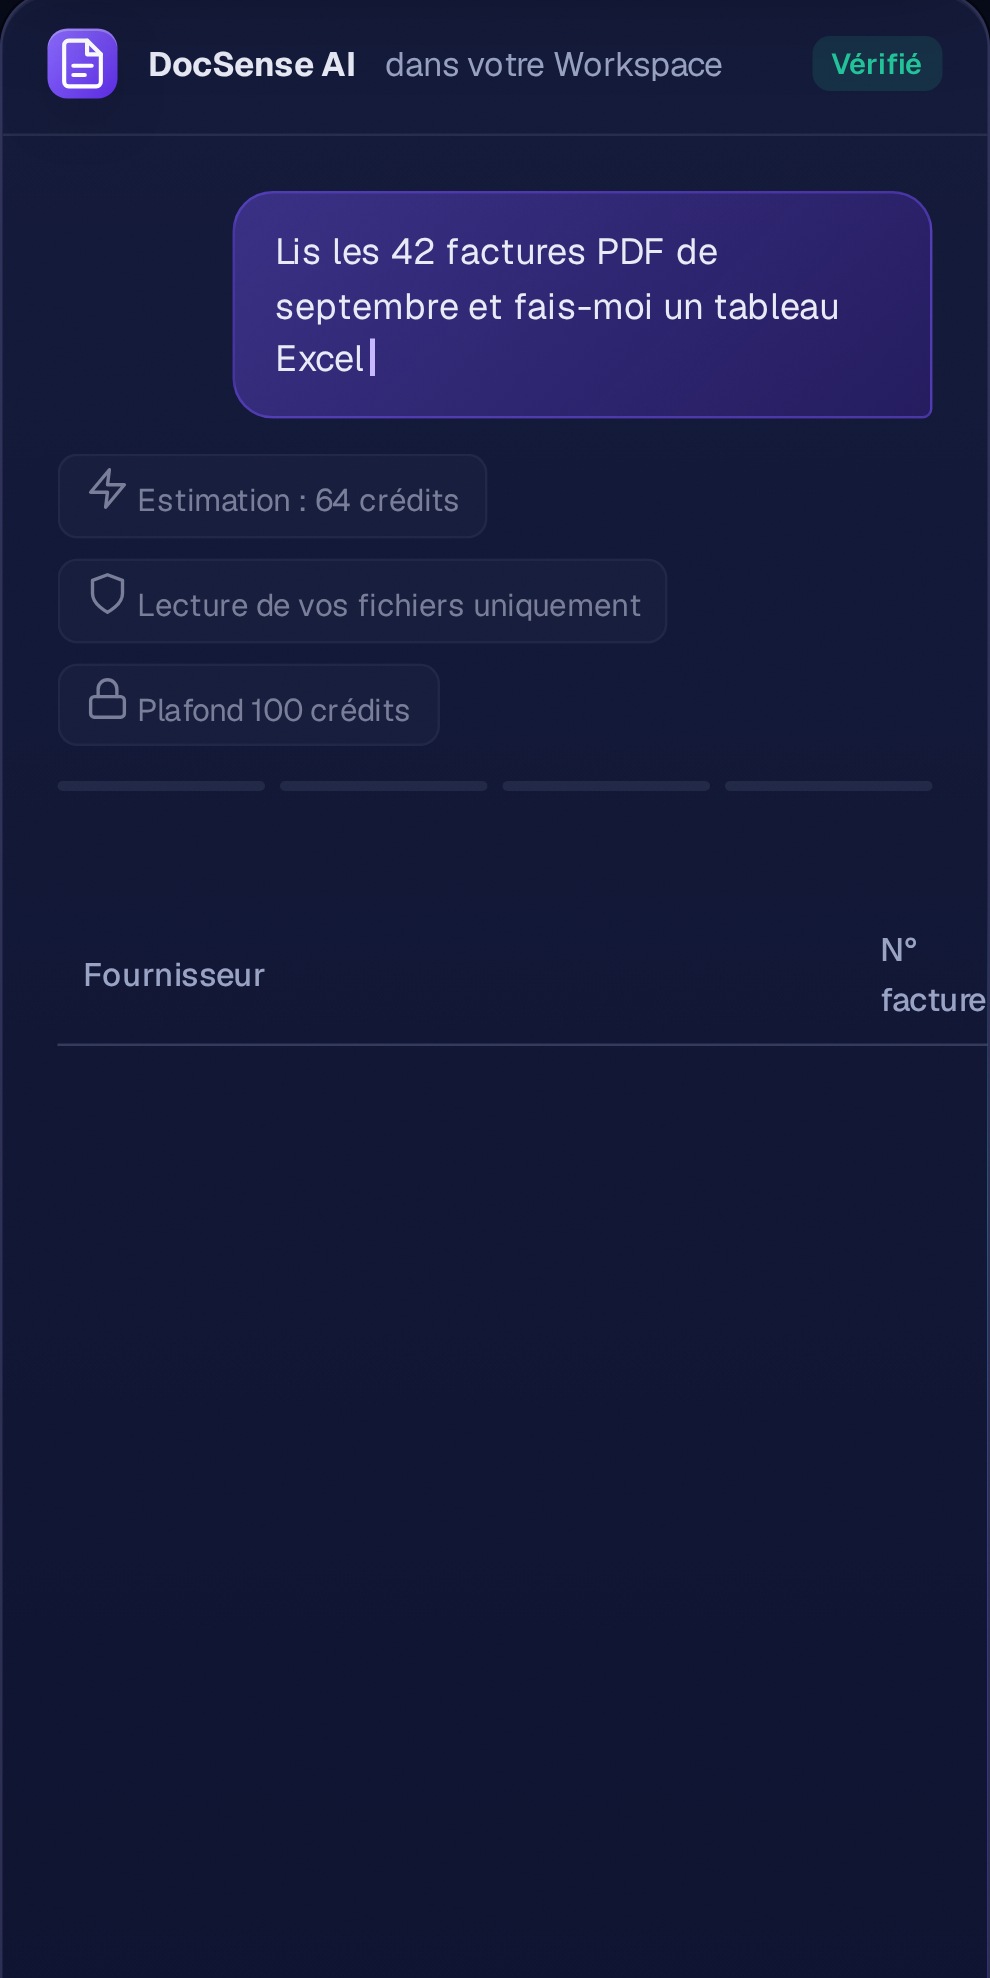 DocSense AI dans votre Workspace Vérifié
Lis les 42 factures PDF de
septembre et fais-moi un tableau
Excel
Estimation : 64 crédits
Lecture de vos fichiers uniquement
Plafond 100 crédits
Fournisseur
N°
facture